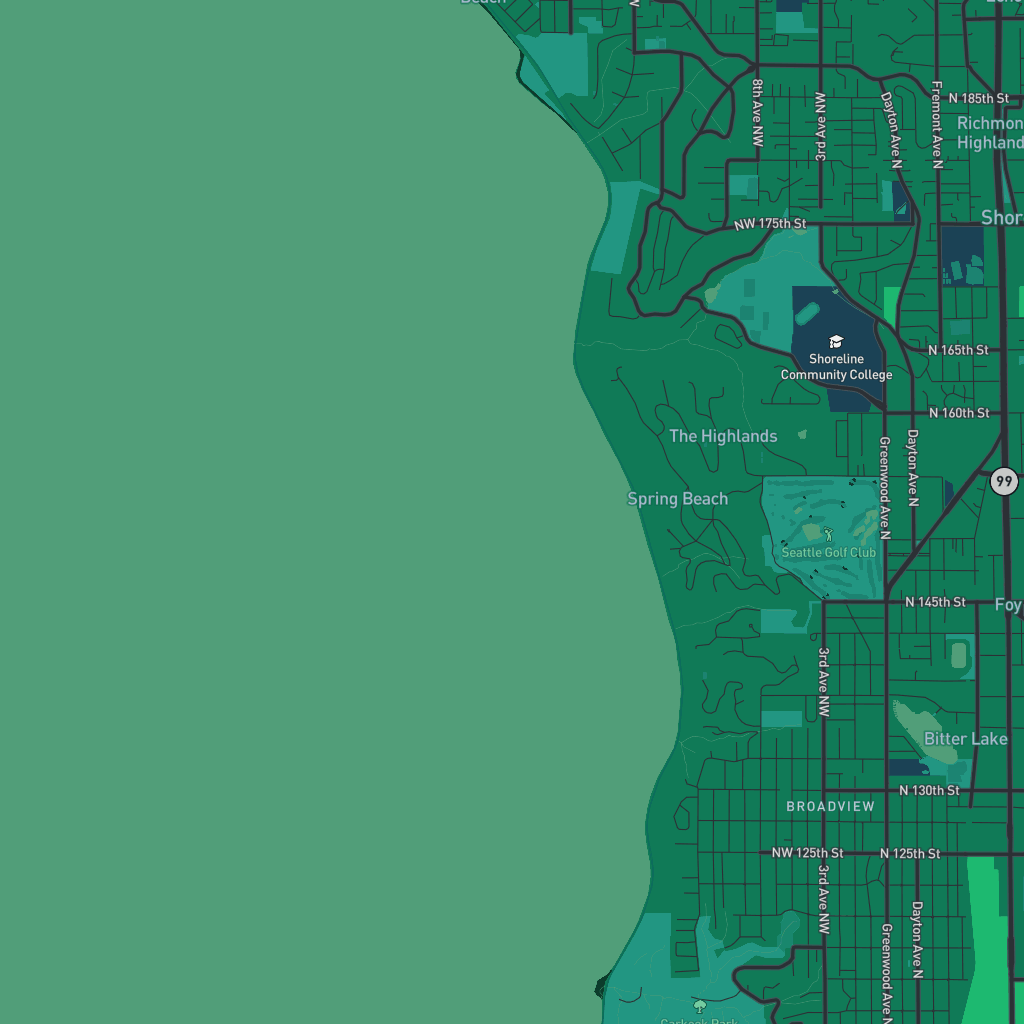 Beach
8th Ave NW
3rd Ave NW
Dayton Ave N
Fremont Ave N
N 185th St
Richmon
Highland
Shor
NW 175th St
N 165th St
Shoreline
Community College
N 160th St
The Highlands
Greenwood Ave N
Dayton Ave N
99
Spring Beach
Seattle Golf Club
N 145th St
Foy
3rd Ave NW
Bitter Lake
N 130th St
BROADVIEW
NW 125th St
N 125th St
3rd Ave NW
Dayton Ave N
Greenwood Ave N
Carkeek Park